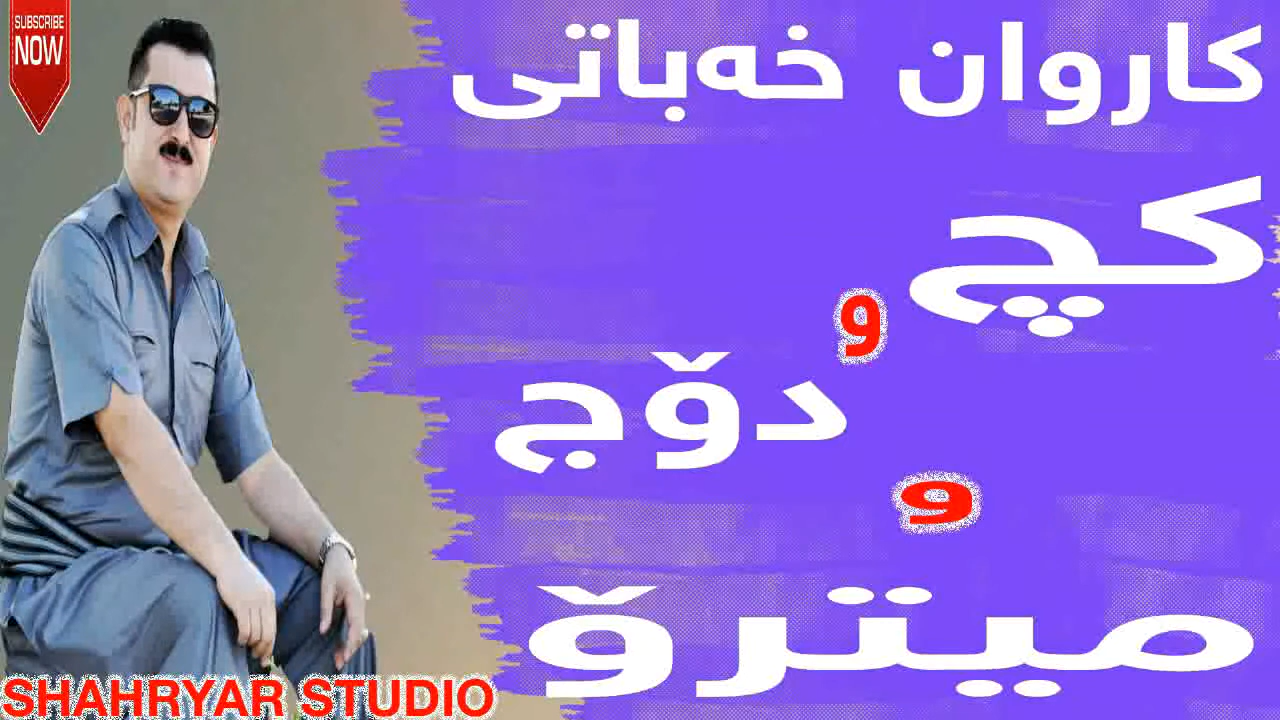 SUBSCRIBE
NOW
کاروان خەباتی
کچ
و
دۆج
و
میترۆ
SHAHRYAR STUDIO